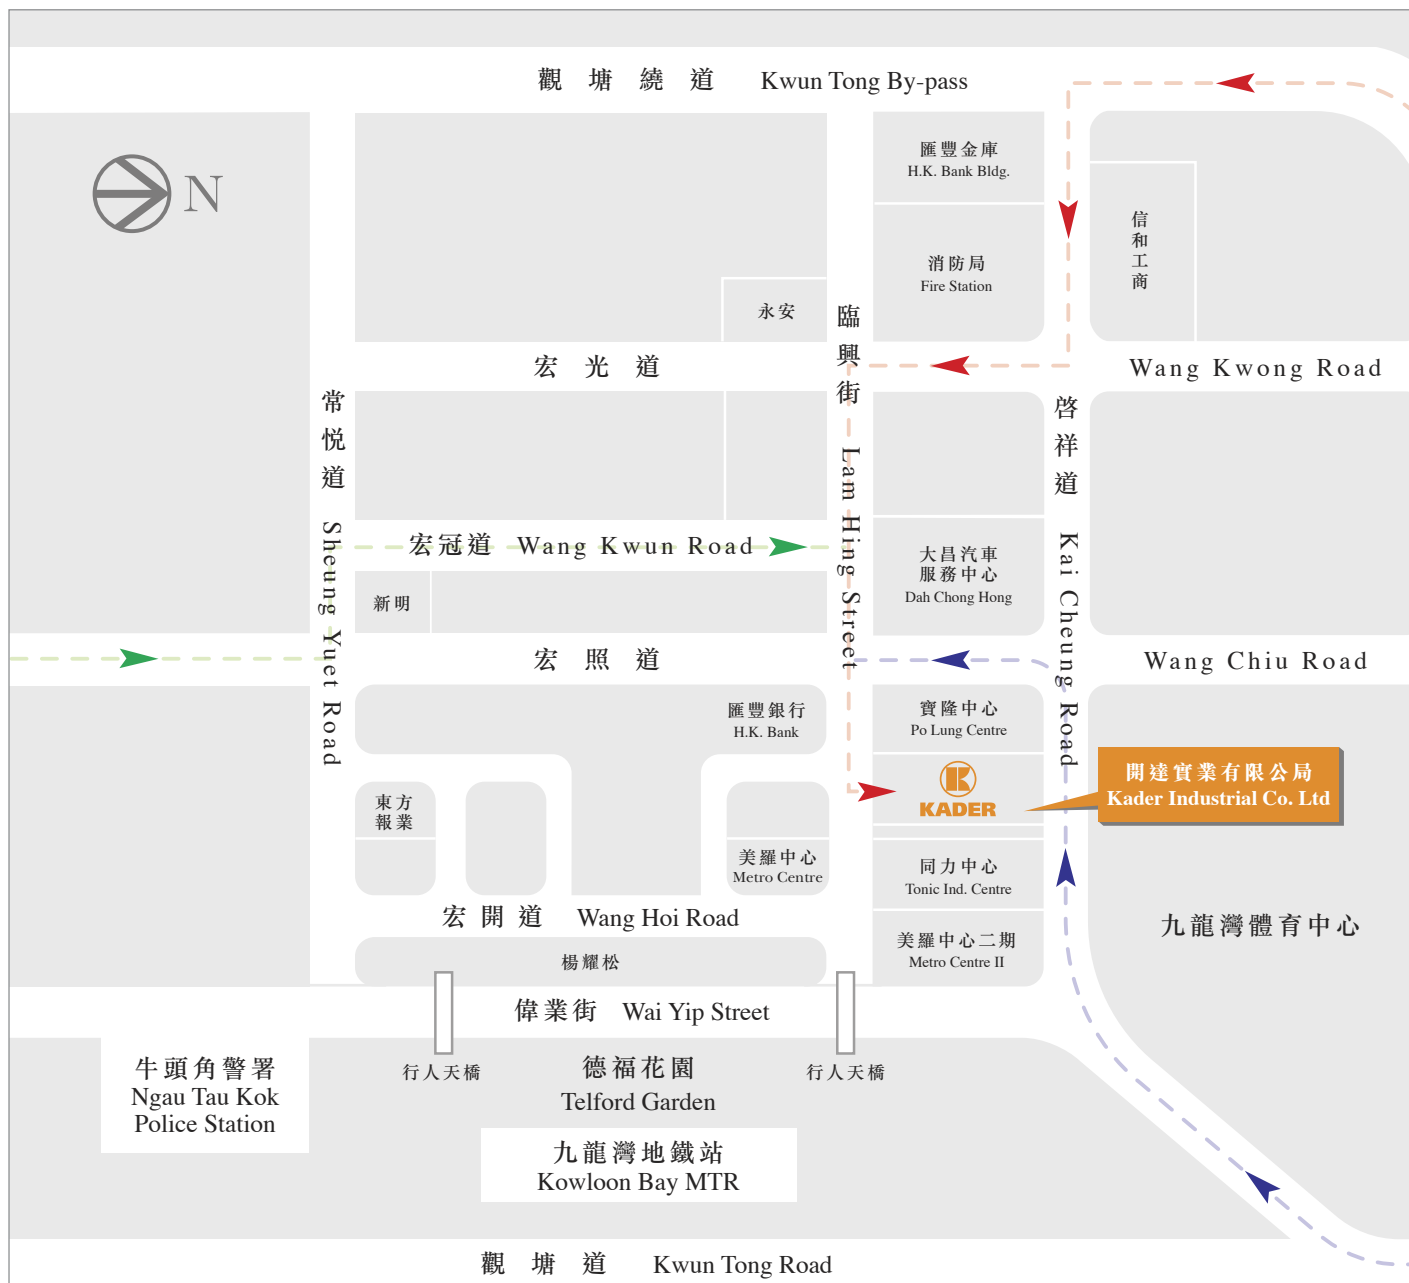 觀塘繞道 Kwun Tong By-pass
N
匯豐金庫
H.K. Bank Bldg.
消防局
Fire Station
信和工商
永安
臨興街 Lam Hing Street
宏光道
Wang Kwong Road
常悦道 Sheung Yuet Road
啓祥道 Kai Cheung Road
宏冠道 Wang Kwun Road
大昌汽車
服務中心
Dah Chong Hong
新明
宏照道
Wang Chiu Road
匯豐銀行
H.K. Bank
寶隆中心
Po Lung Centre
K
KADER
開達實業有限公局
Kader Industrial Co. Ltd
東方
報業
美羅中心
Metro Centre
同力中心
Tonic Ind. Centre
宏開道 Wang Hoi Road
九龍灣體育中心
美羅中心二期
Metro Centre II
楊耀松
偉業街 Wai Yip Street
牛頭角警署
Ngau Tau Kok
Police Station
行人天橋
德福花園
Telford Garden
行人天橋
九龍灣地鐵站
Kowloon Bay MTR
觀塘道 Kwun Tong Road